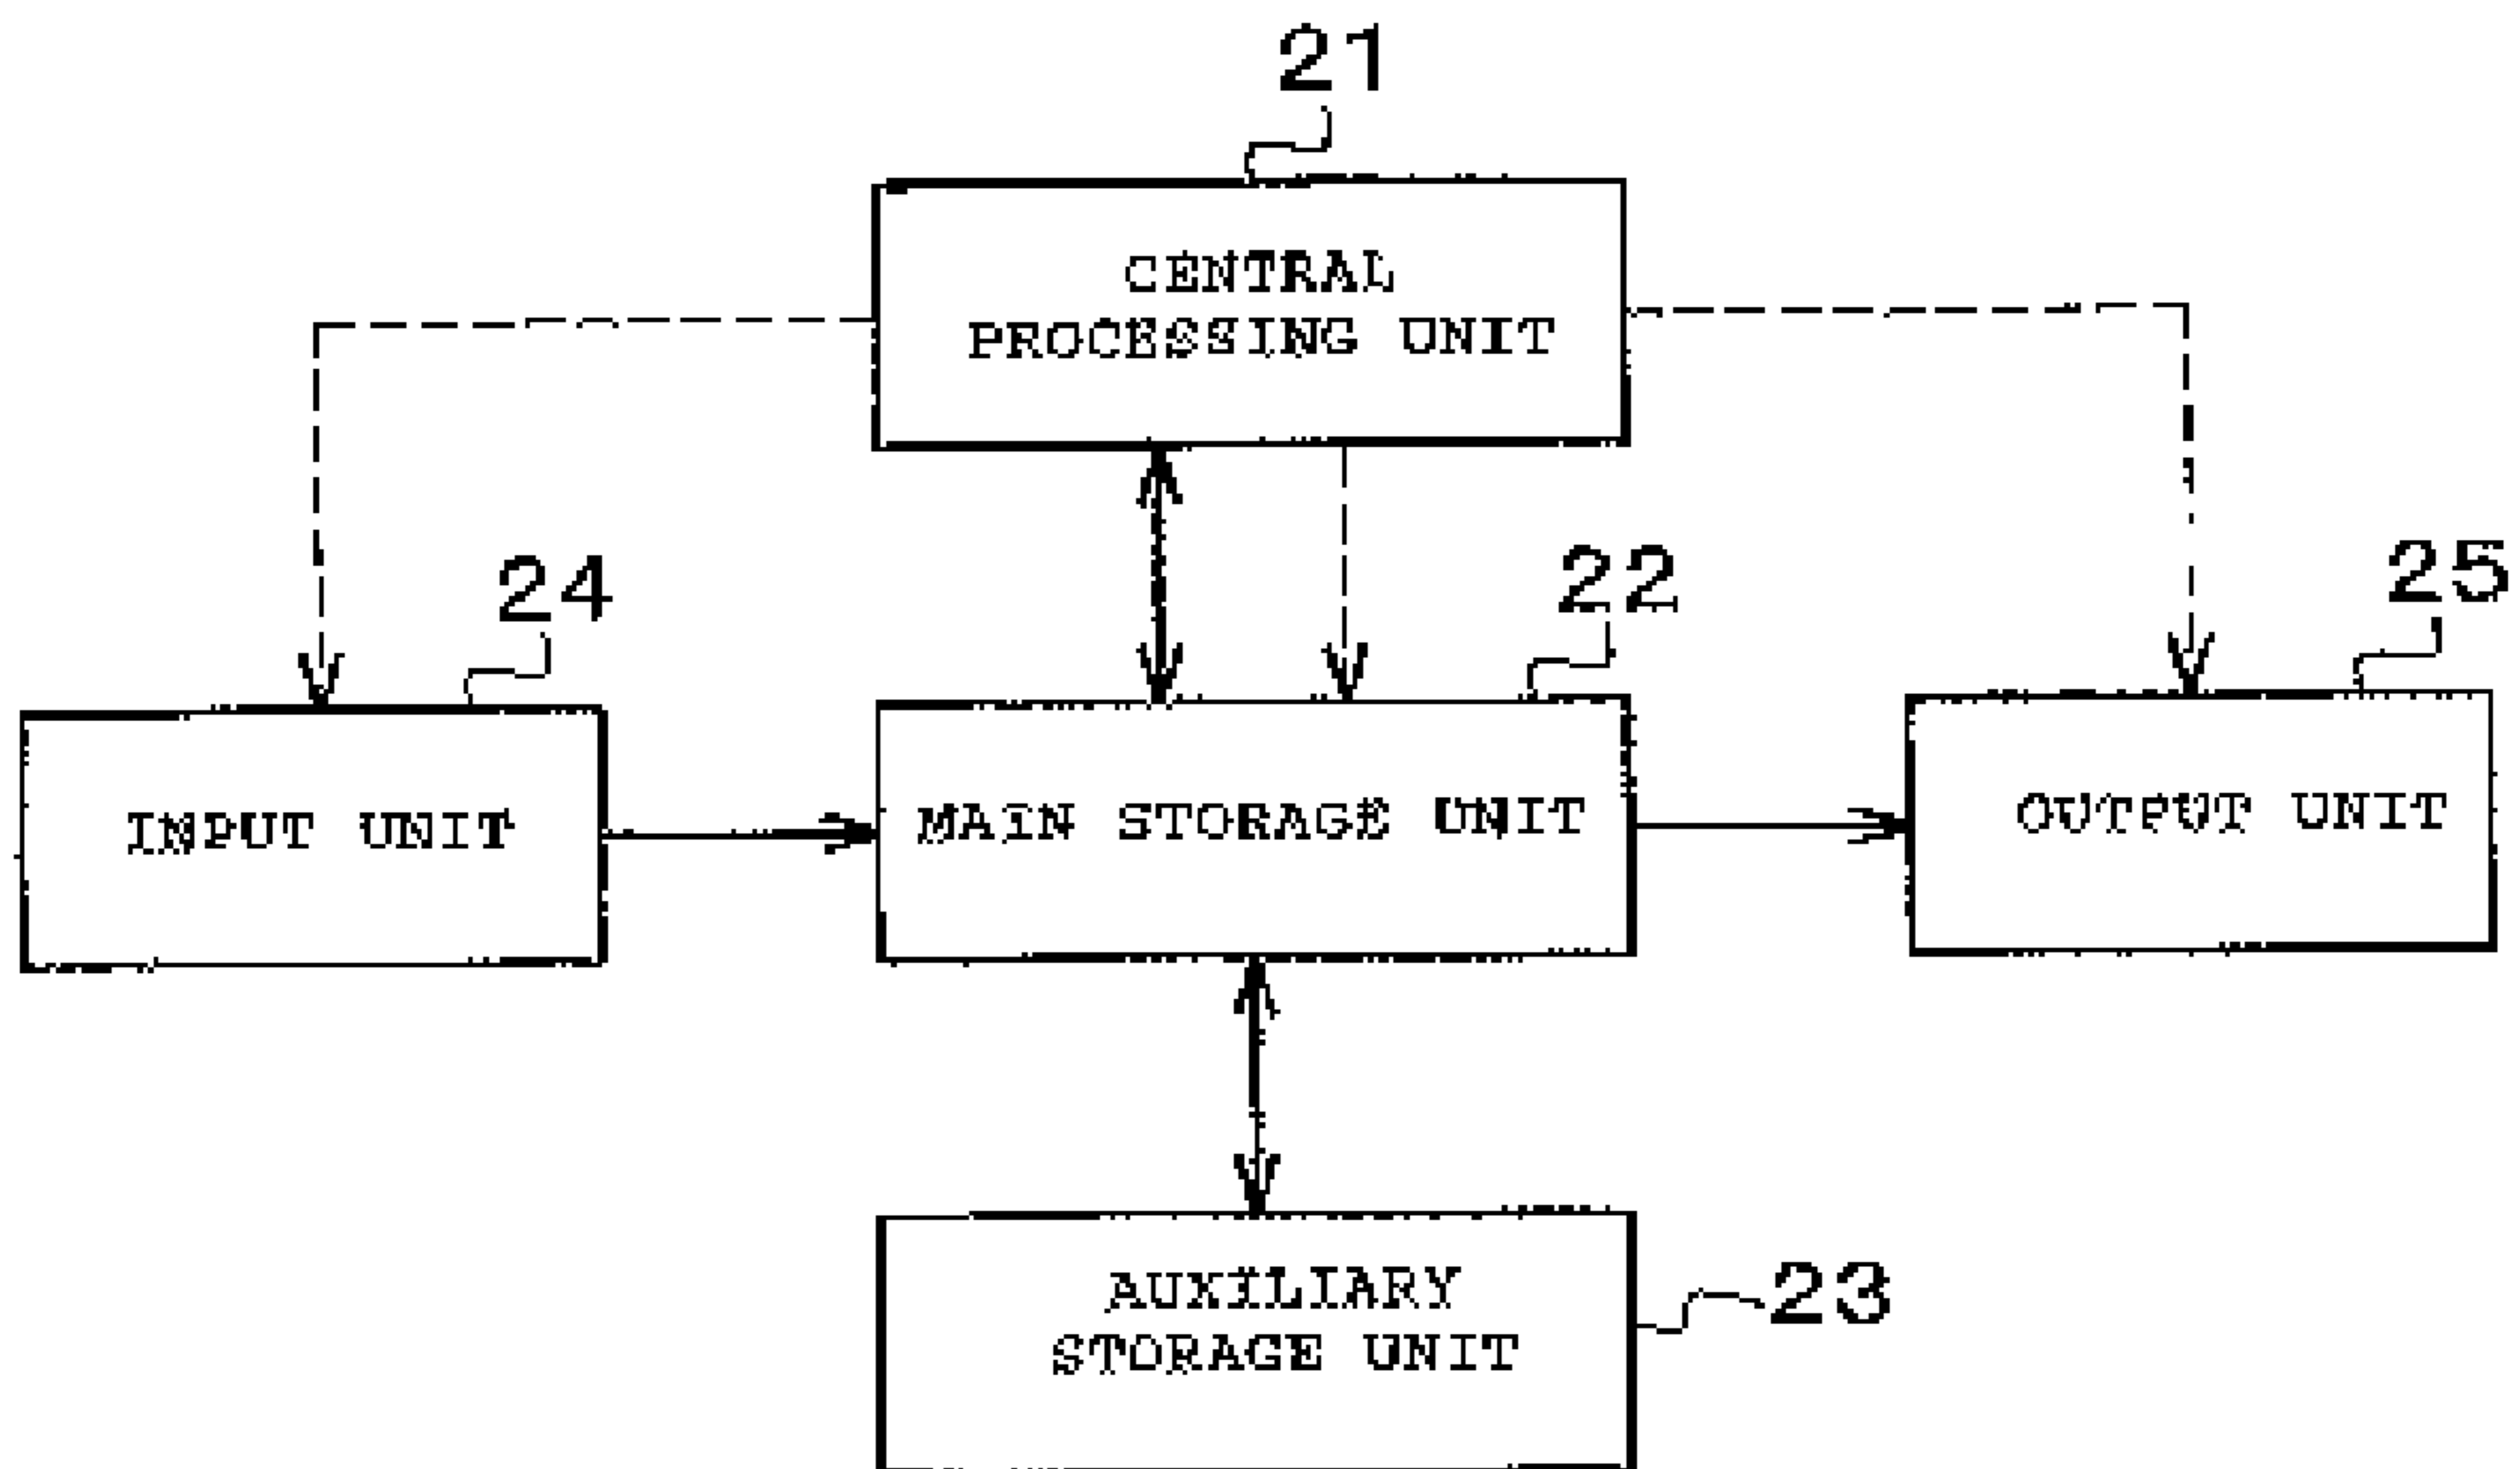 21
CENTRAL
PROCESSING UNIT
24
22
25
INPUT UNIT
MAIN STORAGE UNIT
OUTPUT UNIT
AUXILIARY
STORAGE UNIT
23